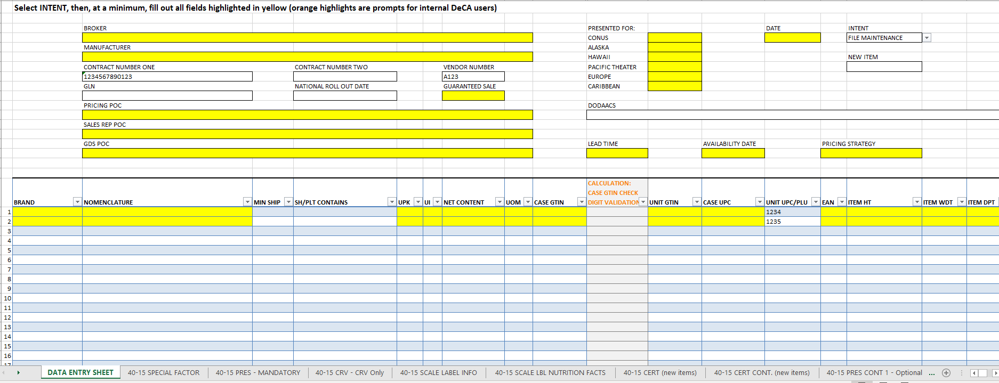 Select INTENT, then, at a minimum, fill out all fields highlighted in yellow (orange highlights are prompts for internal DeCA users)
BROKER PRESENTED FOR: DATE INTENT
CONUS FILE MAINTENANCE
MANUFACTURER ALASKA
HAWAII NEW ITEM
CONTRACT NUMBER ONE CONTRACT NUMBER TWO VENDOR NUMBER PACIFIC THEATER
1234567890123 A123 EUROPE
GLN NATIONAL ROLL OUT DATE GUARANTEED SALE CARIBBEAN
PRICING POC DODAACS
SALES REP POC
GDS POC LEAD TIME AVAILABILITY DATE PRICING STRATEGY
CALCULATION:
CASE GTIN CHECK
BRAND NOMENCLATURE MIN SHIP SH/PLT CONTAINS UPK UI NET CONTENT UOM CASE GTIN DIGIT VALIDATION UNIT GTIN CASE UPC UNIT UPC/PLU EAN ITEM HT ITEM WDT ITEM DPT
1 1234
2 1235
3
4
5
6
7
8
9
10
11
12
13
14
15
16
17
DATA ENTRY SHEET 40-15 SPECIAL FACTOR 40-15 PRES - MANDATORY 40-15 CRV - CRV Only 40-15 SCALE LABEL INFO 40-15 SCALE LBL NUTRITION FACTS 40-15 CERT (new items) 40-15 CERT CONT. (new items) 40-15 PRES CONT 1 - Optional ...